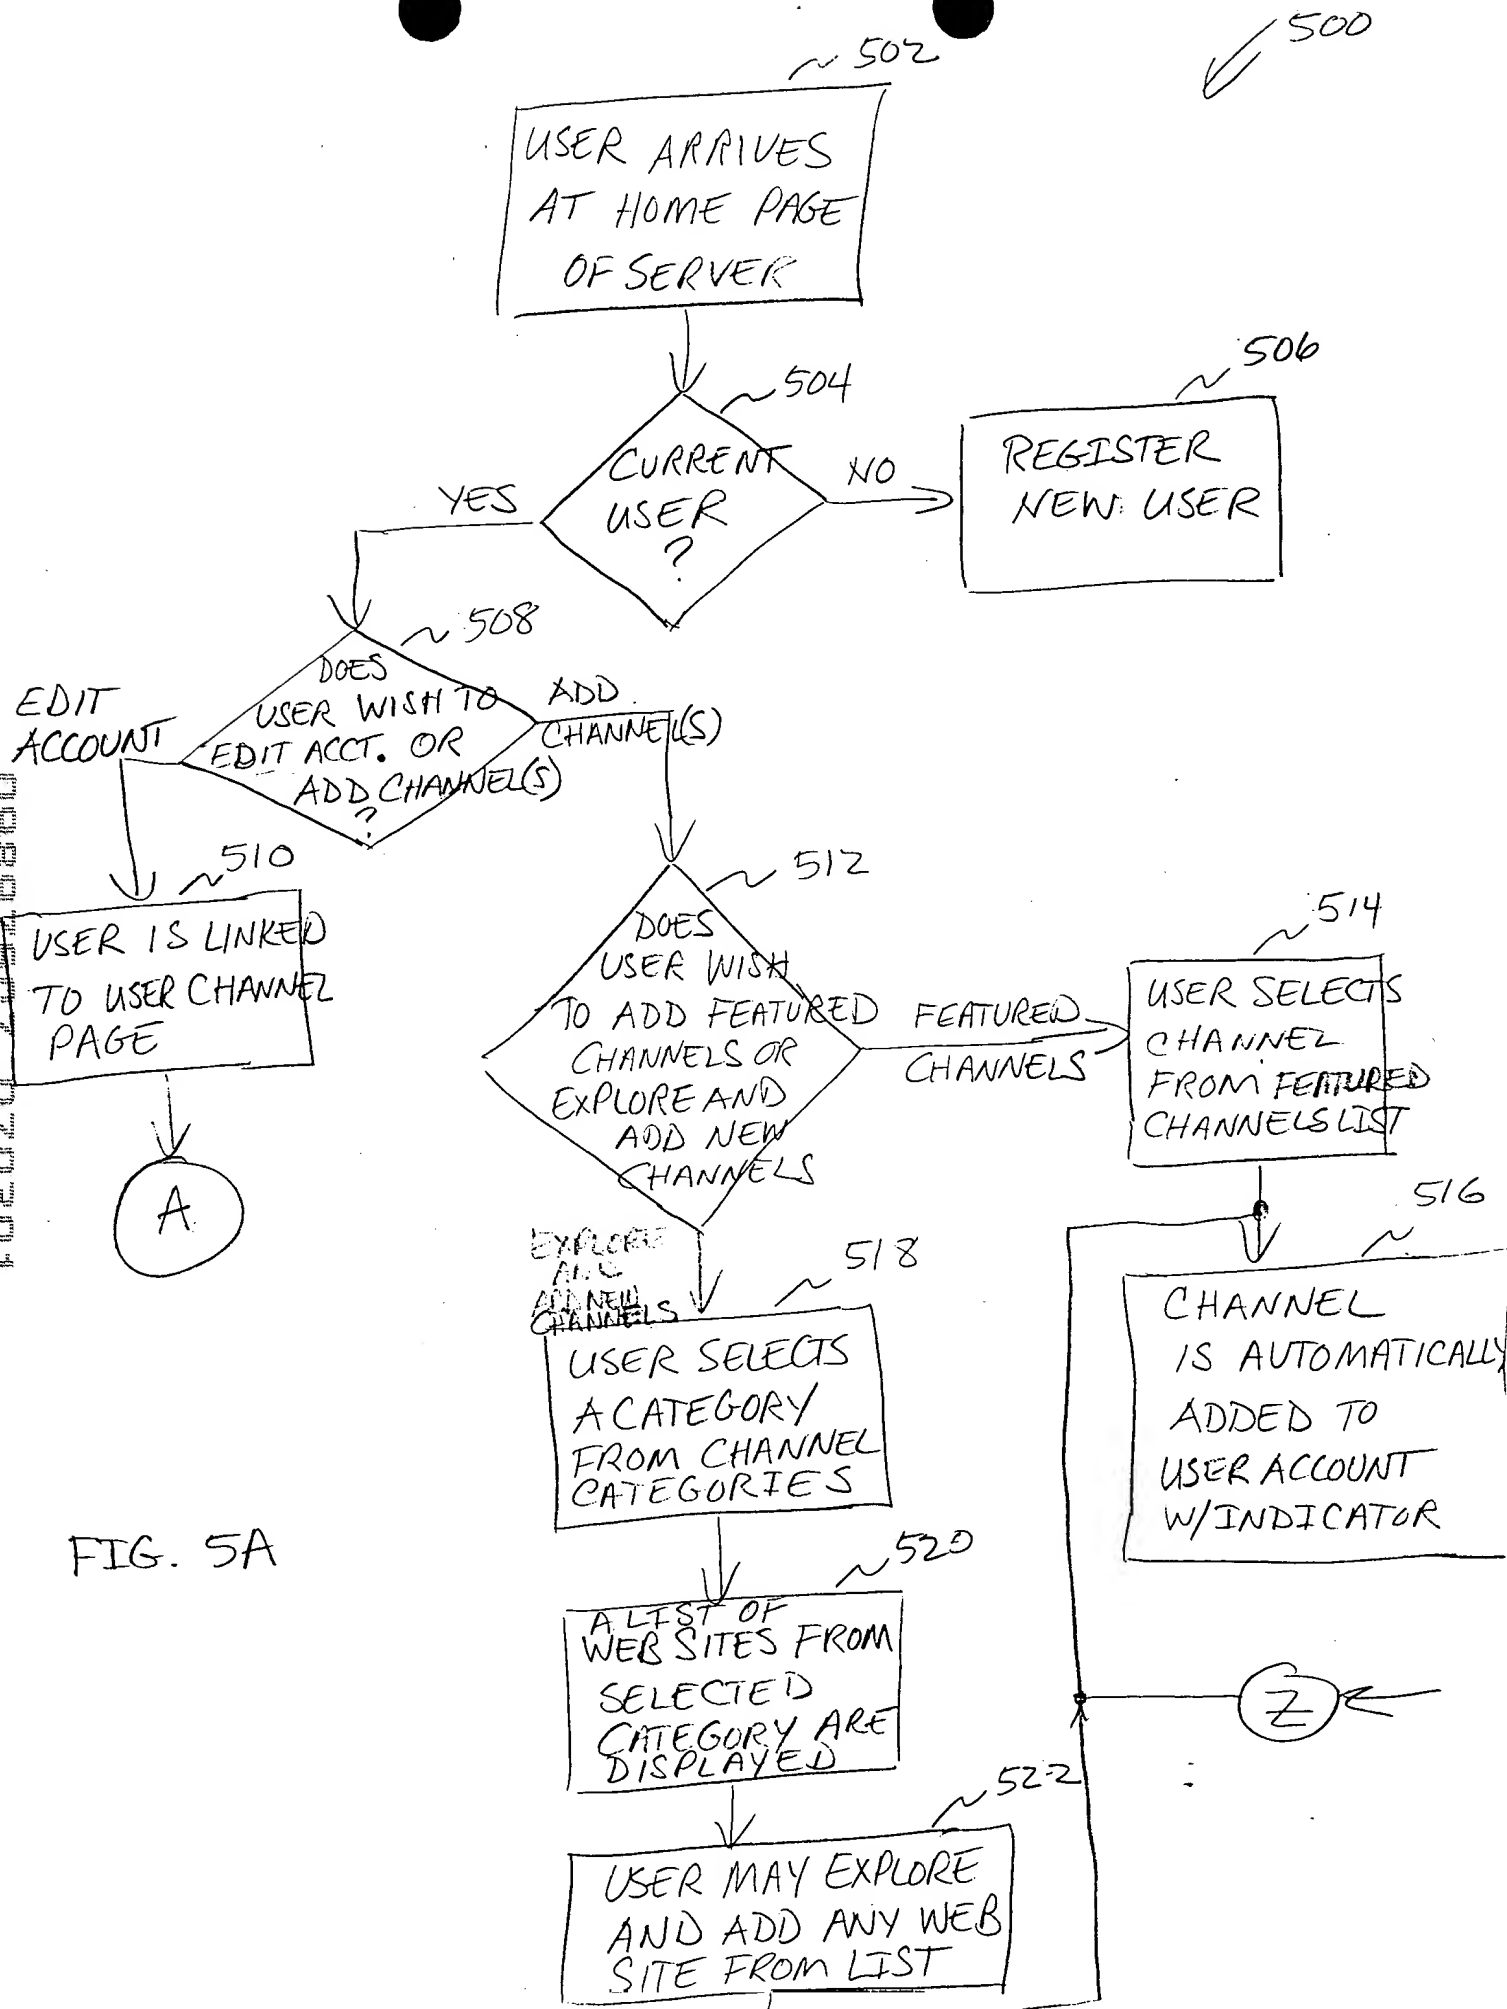 500
502
USER ARRIVES
AT HOME PAGE
OF SERVER
504
CURRENT
USER
?
YES
NO
506
REGISTER
NEW USER
508
DOES
USER WISH TO
EDIT ACCT. OR
ADD CHANNEL(S)
?
EDIT
ACCOUNT
ADD
CHANNEL(S)
510
USER IS LINKED
TO USER CHANNEL
PAGE
A
512
DOES
USER WISH
TO ADD FEATURED
CHANNELS OR
EXPLORE AND
ADD NEW
CHANNELS
FEATURED
CHANNELS
514
USER SELECTS
CHANNEL
FROM FEATURED
CHANNELS LIST
516
CHANNEL
IS AUTOMATICALLY
ADDED TO
USER ACCOUNT
W/INDICATOR
EXPLORE
AND
ADD NEW
CHANNELS
518
USER SELECTS
A CATEGORY
FROM CHANNEL
CATEGORIES
520
A LIST OF
WEB SITES FROM
SELECTED
CATEGORY ARE
DISPLAYED
Z
522
USER MAY EXPLORE
AND ADD ANY WEB
SITE FROM LIST
FIG. 5A